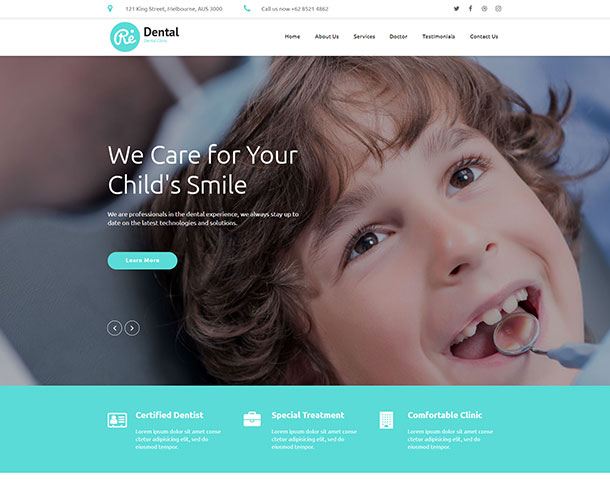 121 King Street, Melbourne, AUS 3000
Call us now +62 8521 4862
Re
Dental
Dental Clinic
Home
About Us
Services
Doctor
Testimonials
Contact Us
We Care for Your
Child's Smile
We are professionals in the dental experience, we always stay up to
date on the latest technologies and solutions.
Learn More
Certified Dentist
Lorem ipsum dolor sit amet conse
ctetur adipisicing elit, sed do
eiusmod tempor.
Special Treatment
Lorem ipsum dolor sit amet conse
ctetur adipisicing elit, sed do
eiusmod tempor.
Comfortable Clinic
Lorem ipsum dolor sit amet conse
ctetur adipisicing elit, sed do
eiusmod tempor.